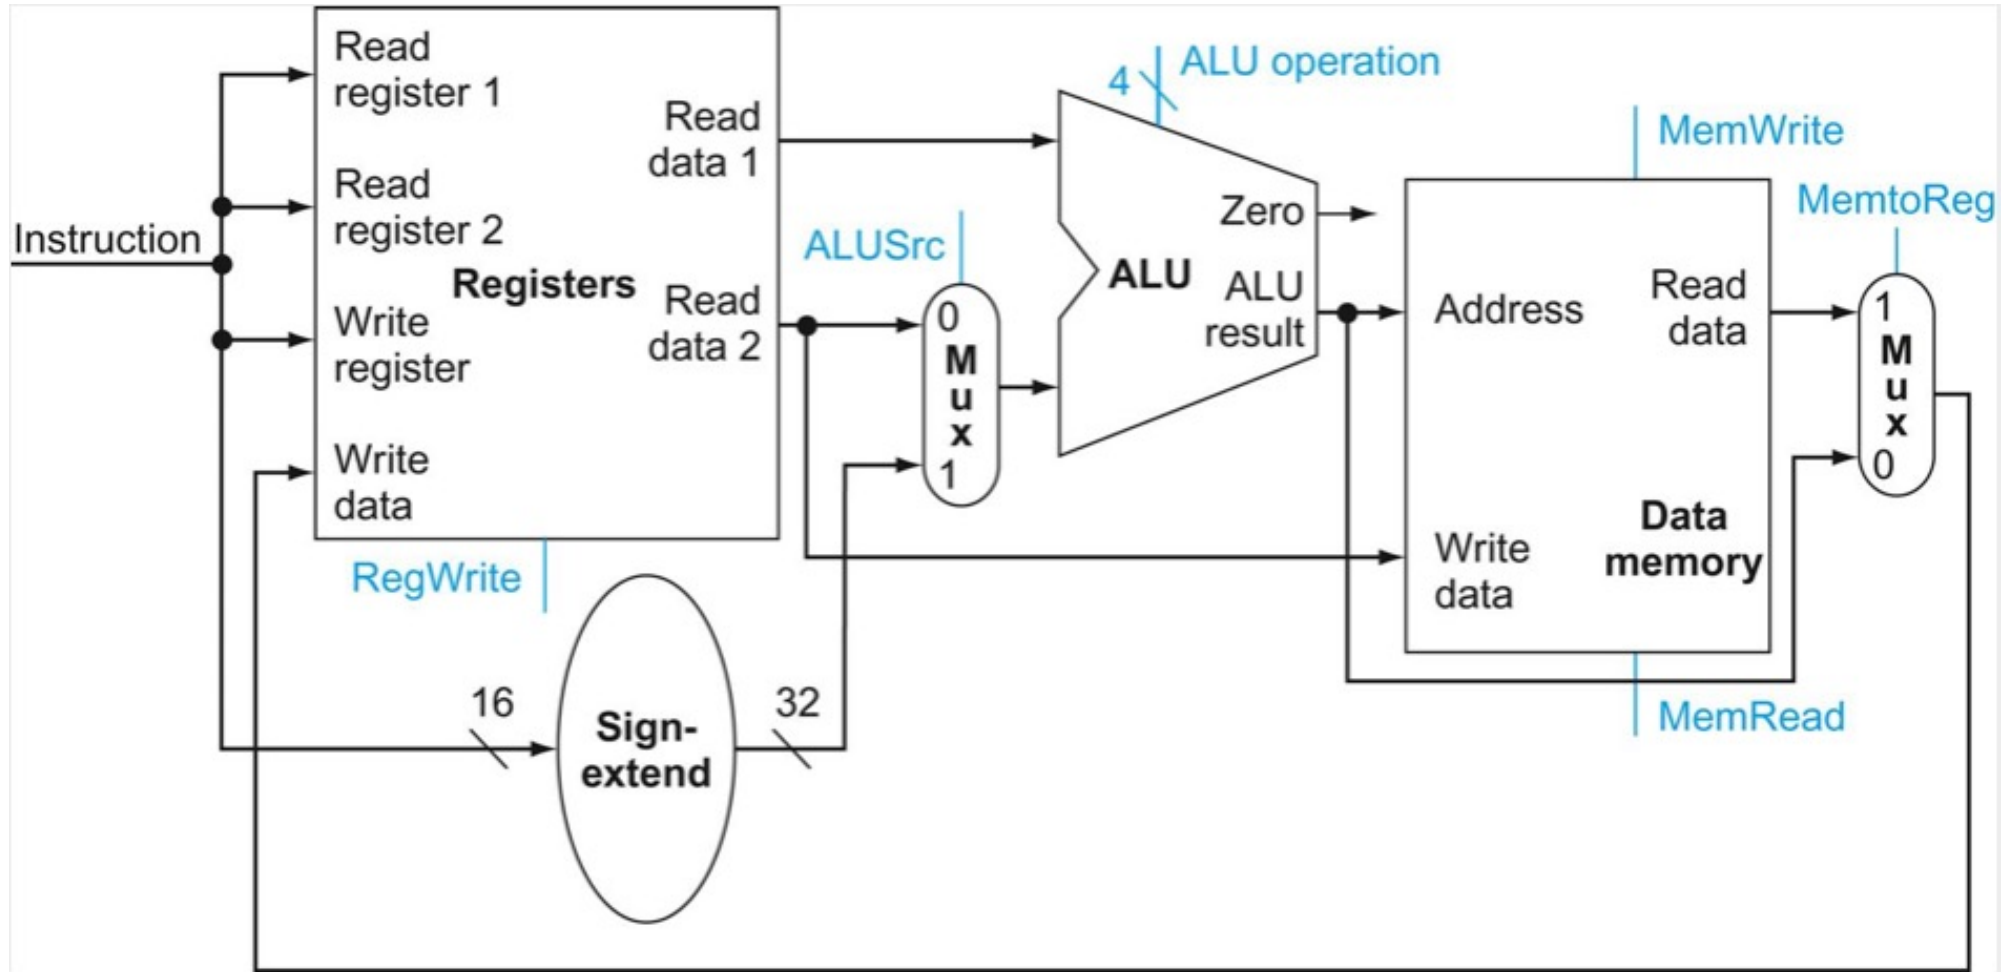 Instruction
Read
register 1
Read
register 2
Write
register
Write
data
Registers
Read
data 1
Read
data 2
RegWrite
16
Sign-
extend
32
ALUSrc
0
M
u
x
1
4
ALU operation
ALU
Zero
ALU
result
MemWrite
Address
Read
data
Write
data
Data
memory
MemRead
MemtoReg
1
M
u
x
0